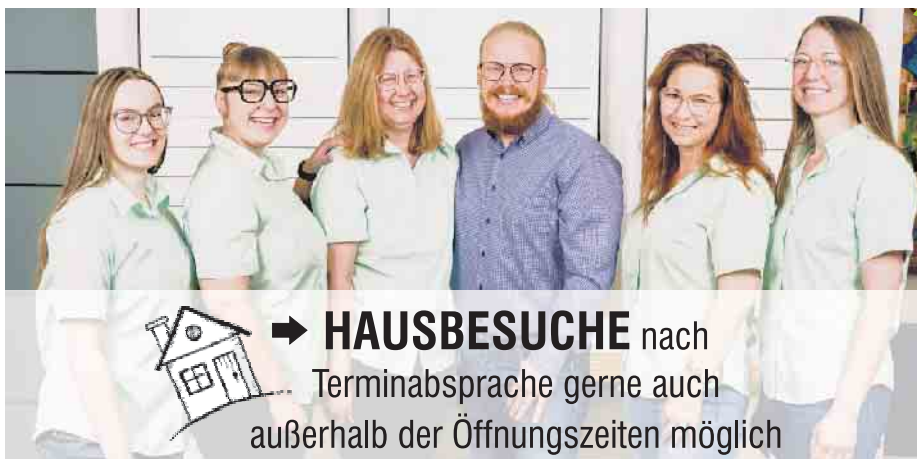 HAUSBESUCHE nach
Terminabsprache gerne auch
außerhalb der Öffnungszeiten möglich